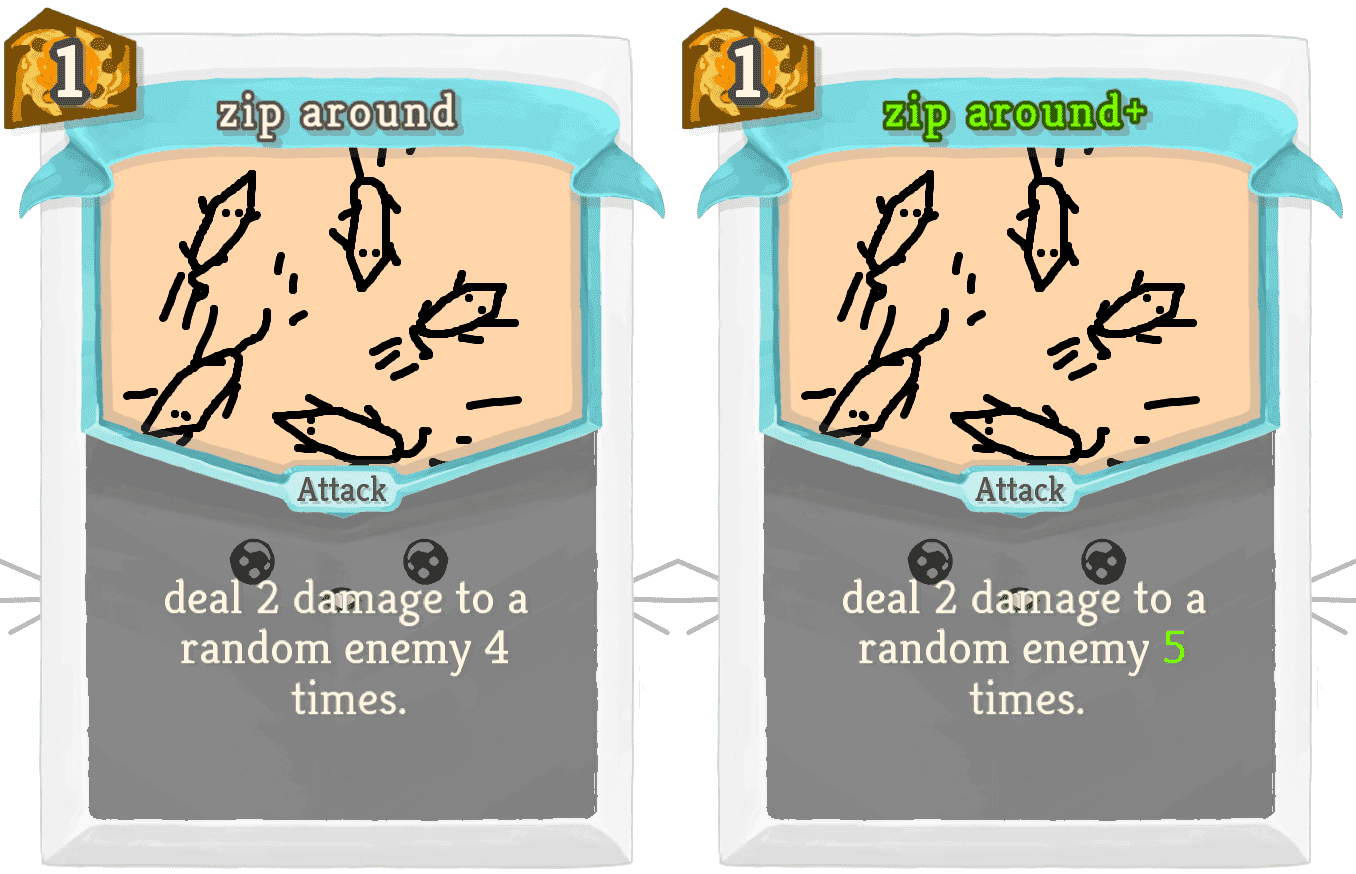 1
zip around
Attack
deal 2 damage to a
random enemy 4
times.
1
zip around+
Attack
deal 2 damage to a
random enemy 5
times.